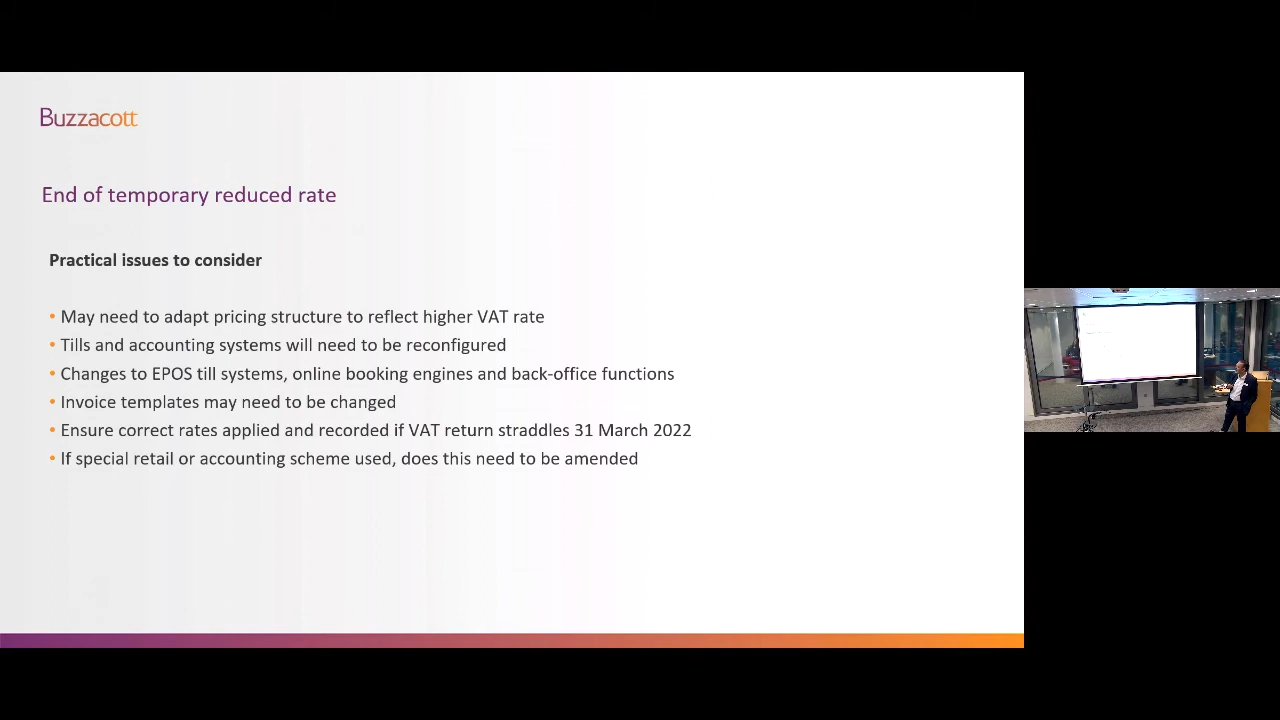 Buzzacott
End of temporary reduced rate
Practical issues to consider
• May need to adapt pricing structure to reflect higher VAT rate
• Tills and accounting systems will need to be reconfigured
• Changes to EPOS till systems, online booking engines and back-office functions
• Invoice templates may need to be changed
• Ensure correct rates applied and recorded if VAT return straddles 31 March 2022
• If special retail or accounting scheme used, does this need to be amended